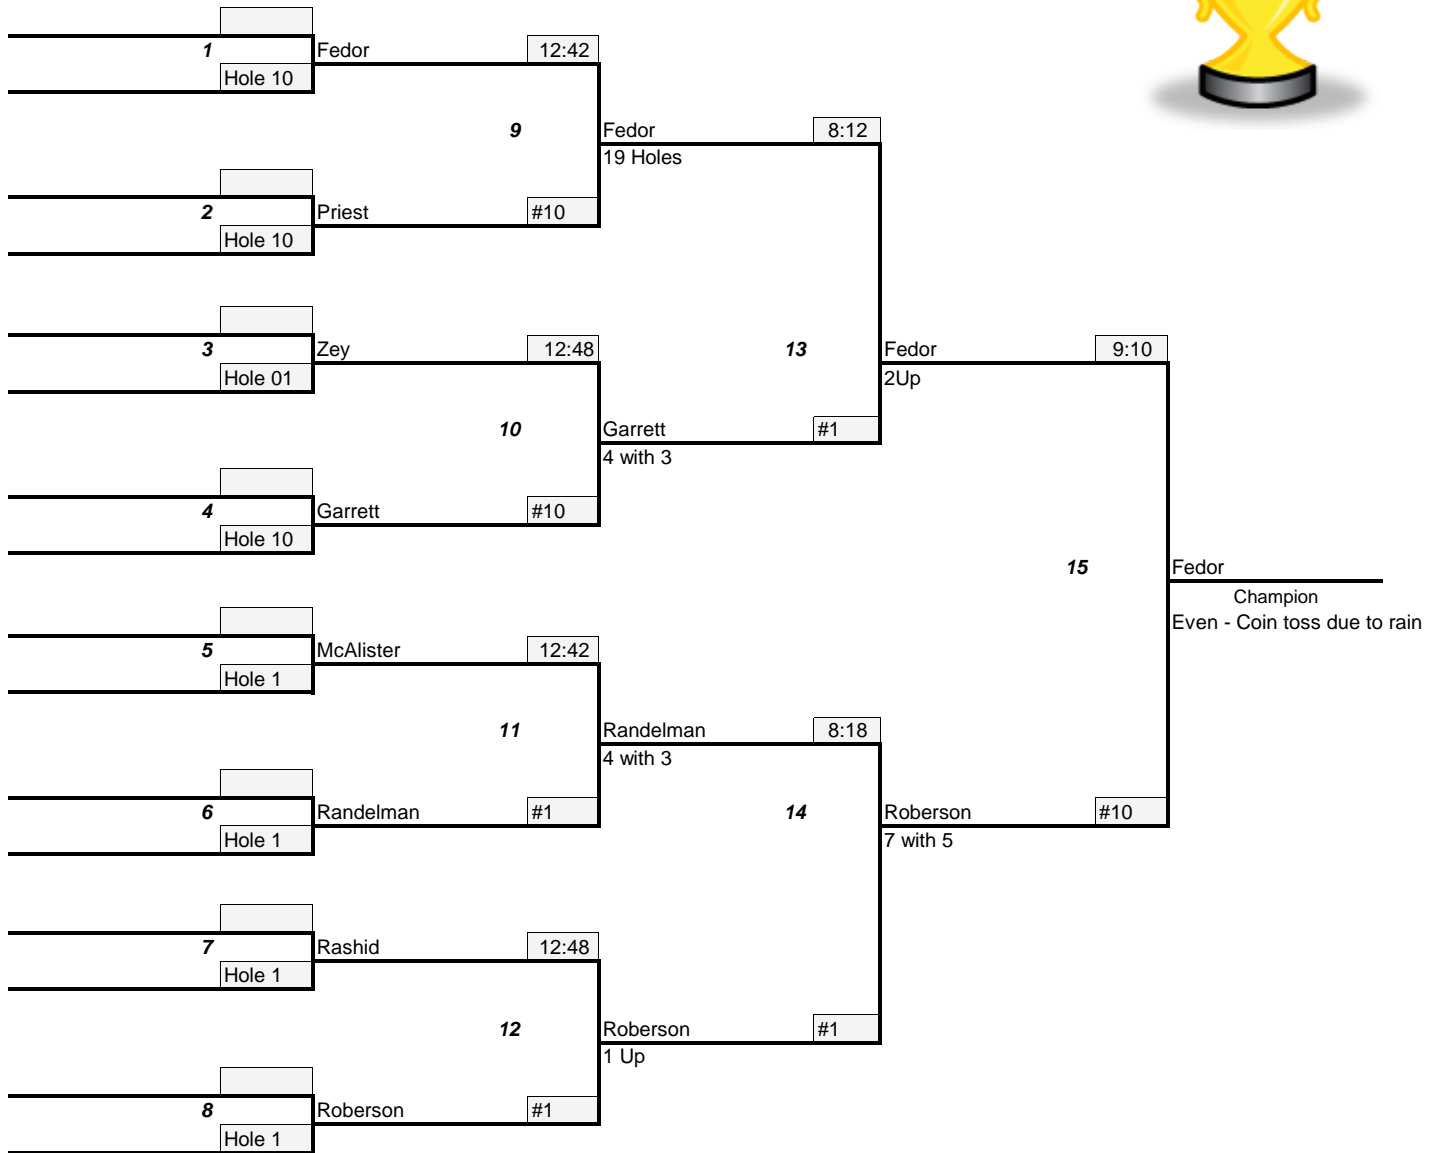 1 Fedor 12:42
Hole 10
9 Fedor 8:12
19 Holes
2 Priest #10
Hole 10
3 Zey 12:48 13 Fedor 9:10
Hole 01 2Up
10 Garrett #1
4 with 3
4 Garrett #10
Hole 10
15 Fedor
Champion
Even - Coin toss due to rain
5 McAlister 12:42
Hole 1
11 Randelman 8:18
4 with 3
6 Randelman #1 14 Roberson #10
Hole 1 7 with 5
7 Rashid 12:48
Hole 1
12 Roberson #1
1 Up
8 Roberson #1
Hole 1